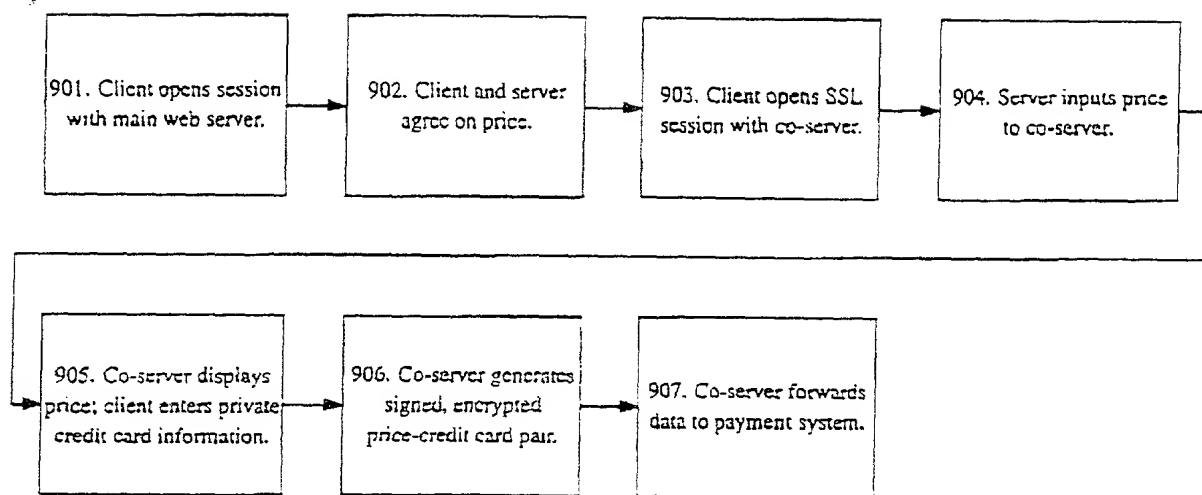 901. Client opens session
with main web server.
902. Client and server
agree on price.
903. Client opens SSL
session with co-server.
904. Server inputs price
to co-server.
905. Co-server displays
price; client enters private
credit card information.
906. Co-server generates
signed, encrypted
price-credit card pair.
907. Co-server forwards
data to payment system.